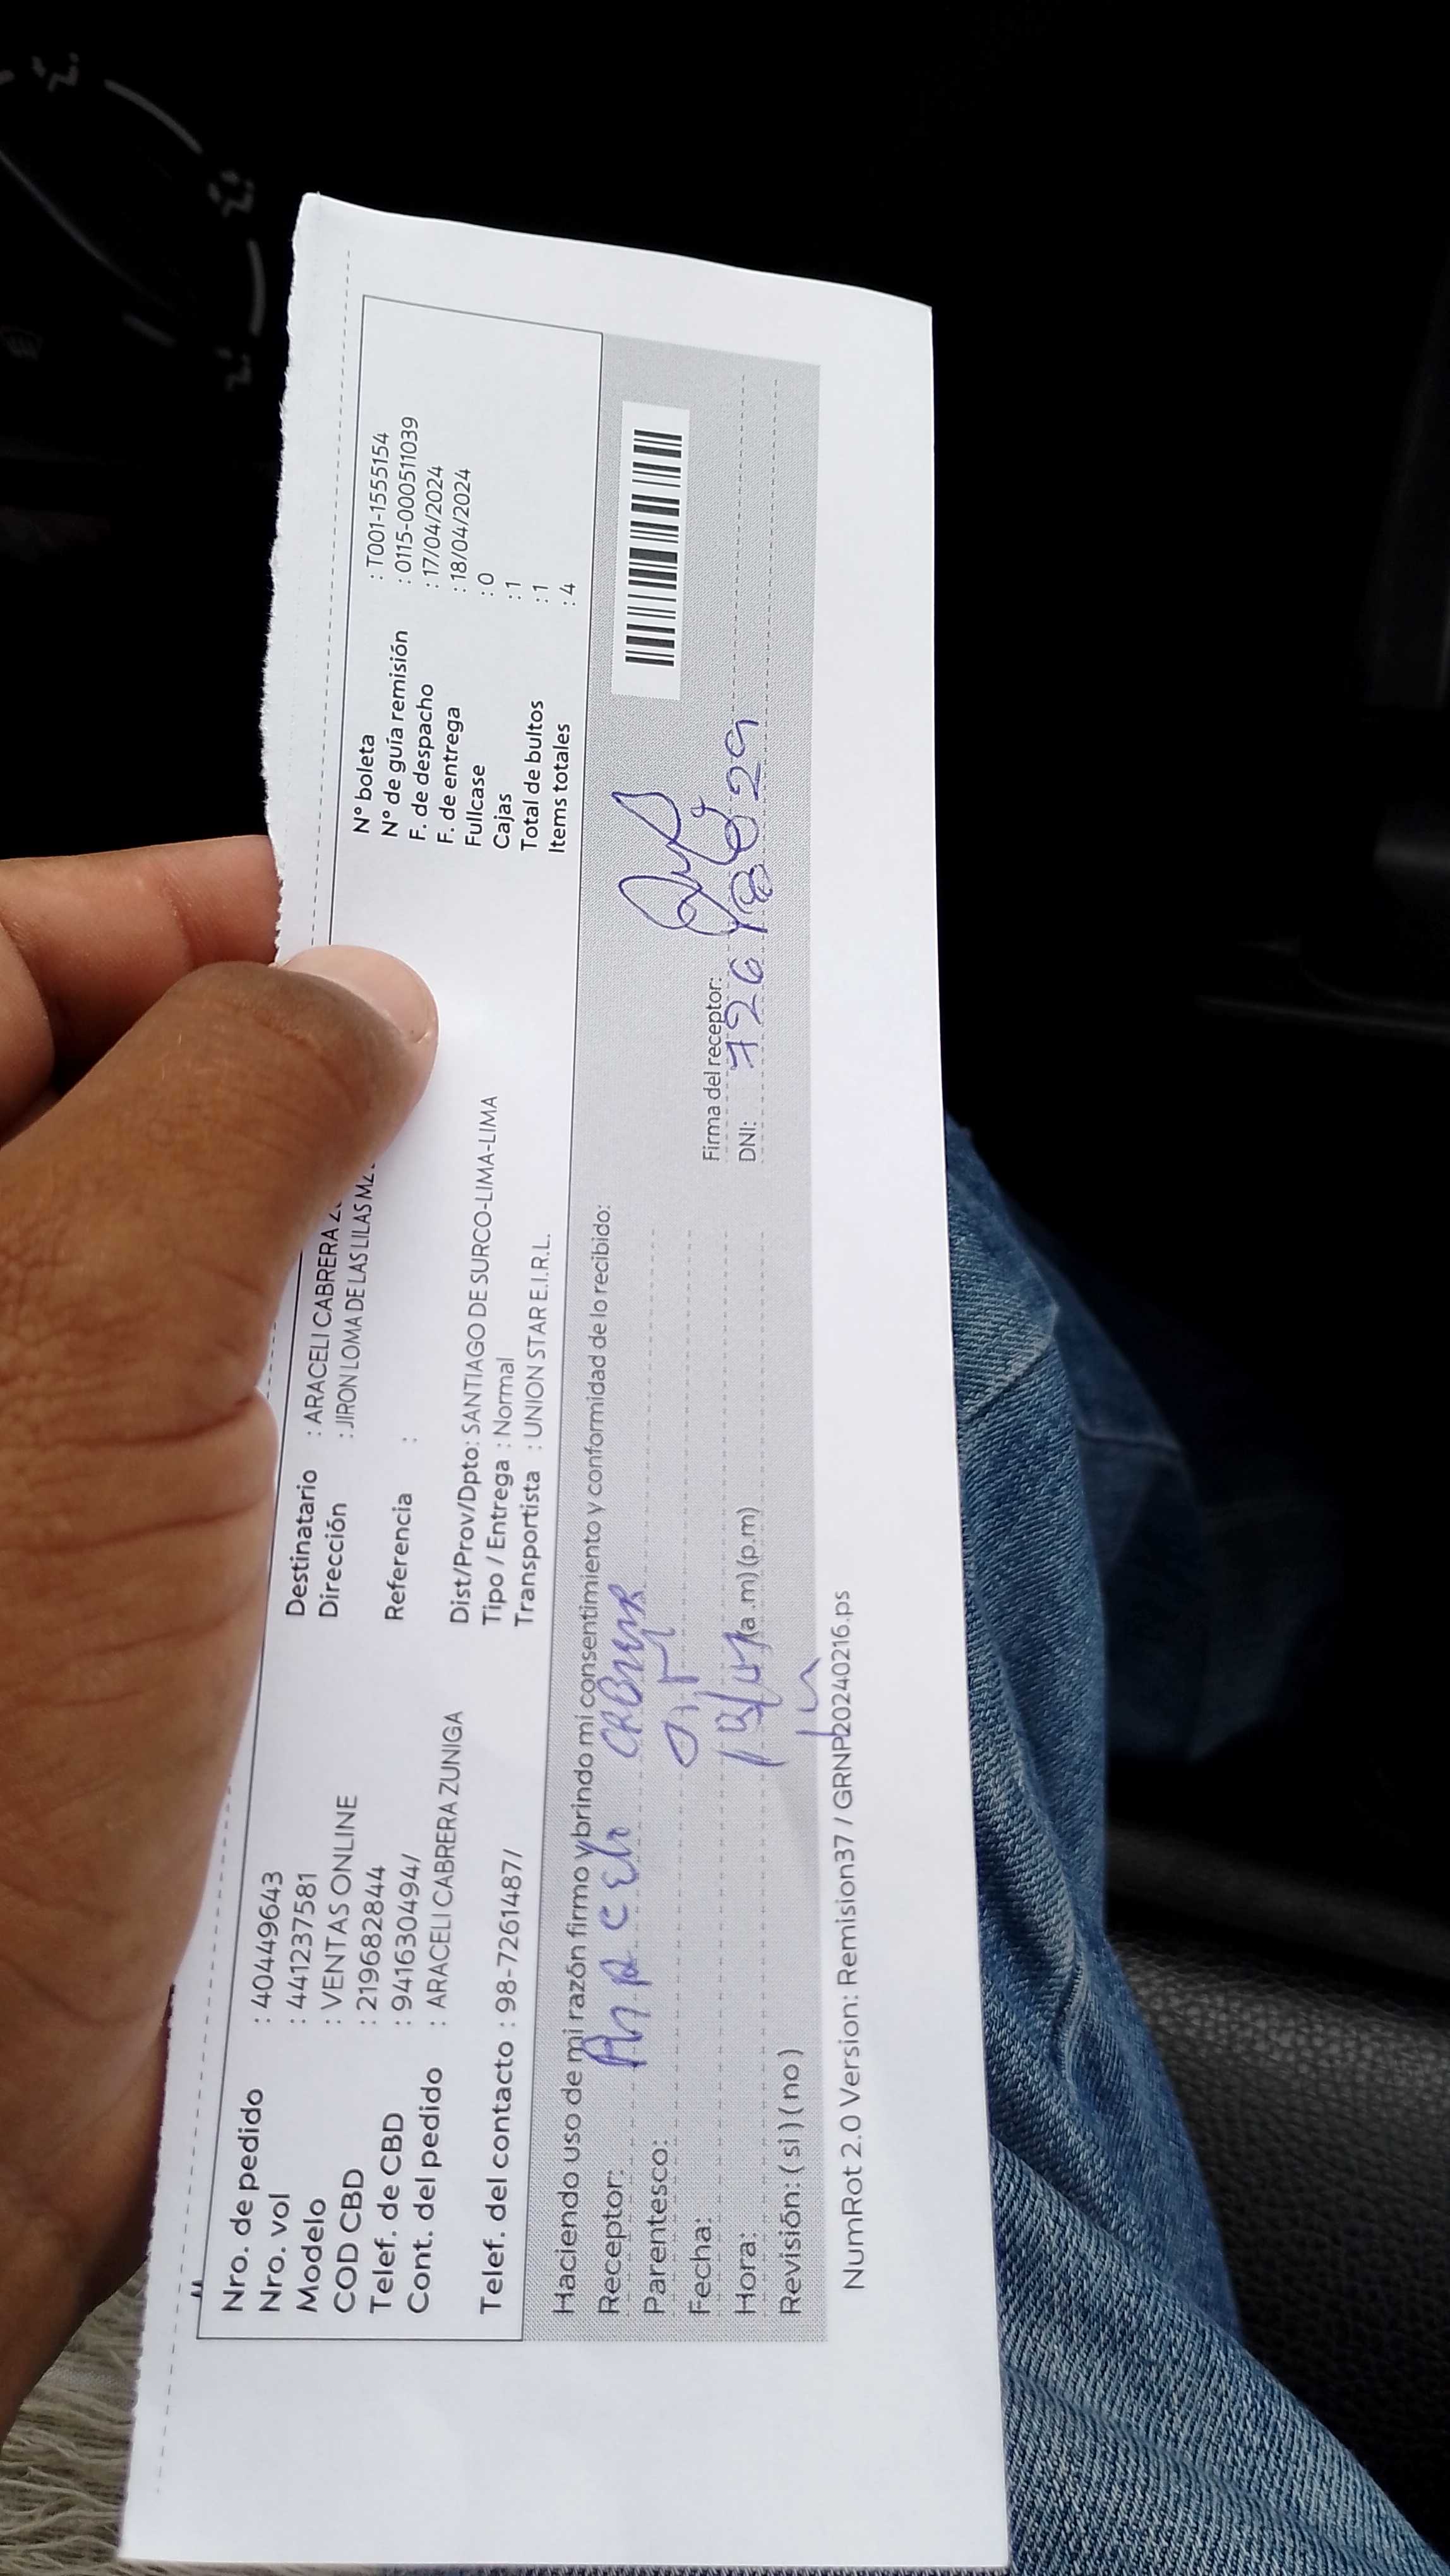 Nro. de pedido : 404449643
Nro. vol : 441237581
Modelo : VENTAS ONLINE
COD CBD : 219682844
Telef. de CBD : 941630494/
Cont. del pedido : ARACELI CABRERA ZUNIGA
Telef. del contacto : 98-7261487/
Destinatario : ARACELI CABRERA
Dirección : JIRON LOMA DE LAS LILAS
Referencia :
Dist/Prov/Dpto: SANTIAGO DE SURCO-LIMA-LIMA
Tipo / Entrega : Normal
Transportista : UNION STAR E.I.R.L.
N° boleta : T001-1555154
N° de guía remisión : 0115-000511039
F. de despacho : 17/04/2024
F. de entrega : 18/04/2024
Fullcase : 0
Cajas : 1
Total de bultos : 1
Items totales : 4
Haciendo uso de mi razón firmo y brindo mi consentimiento y conformidad de lo recibido:
Receptor: Araceli
Parentesco:
Fecha:
Hora: (a.m) (p.m)
Revisión: ( si ) ( no )
Firma del receptor:
DNI:
NumRot 2.0 Version: Remision37 / GRNP20240216.ps